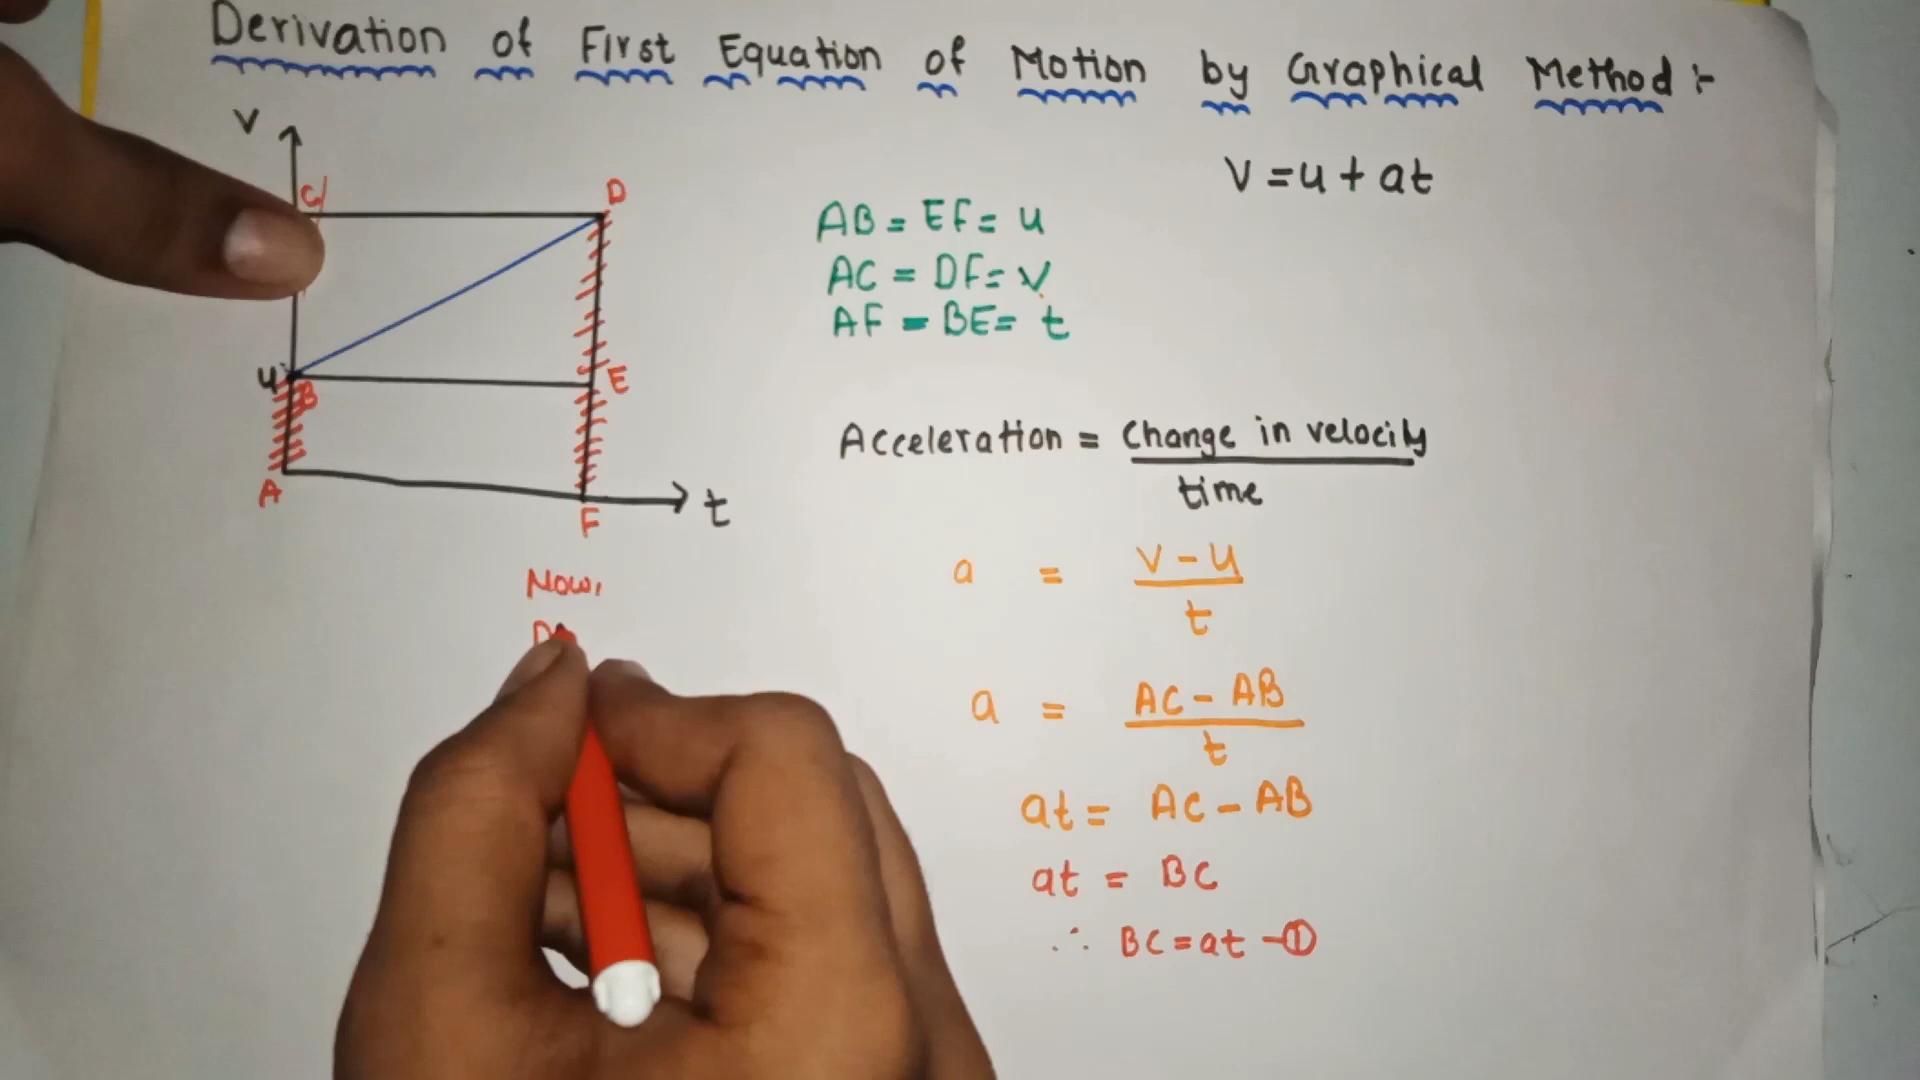 Derivation of First Equation of Motion by Graphical Method :-
V
V = u + at
C
D
AB = EF = u
AC = DF = V
AF = BE = t
u
B
E
A
F
t
Acceleration = Change in velocity
time
a = V - u
t
Now,
a = AC - AB
t
at = AC - AB
at = BC
∴ BC = at - ①